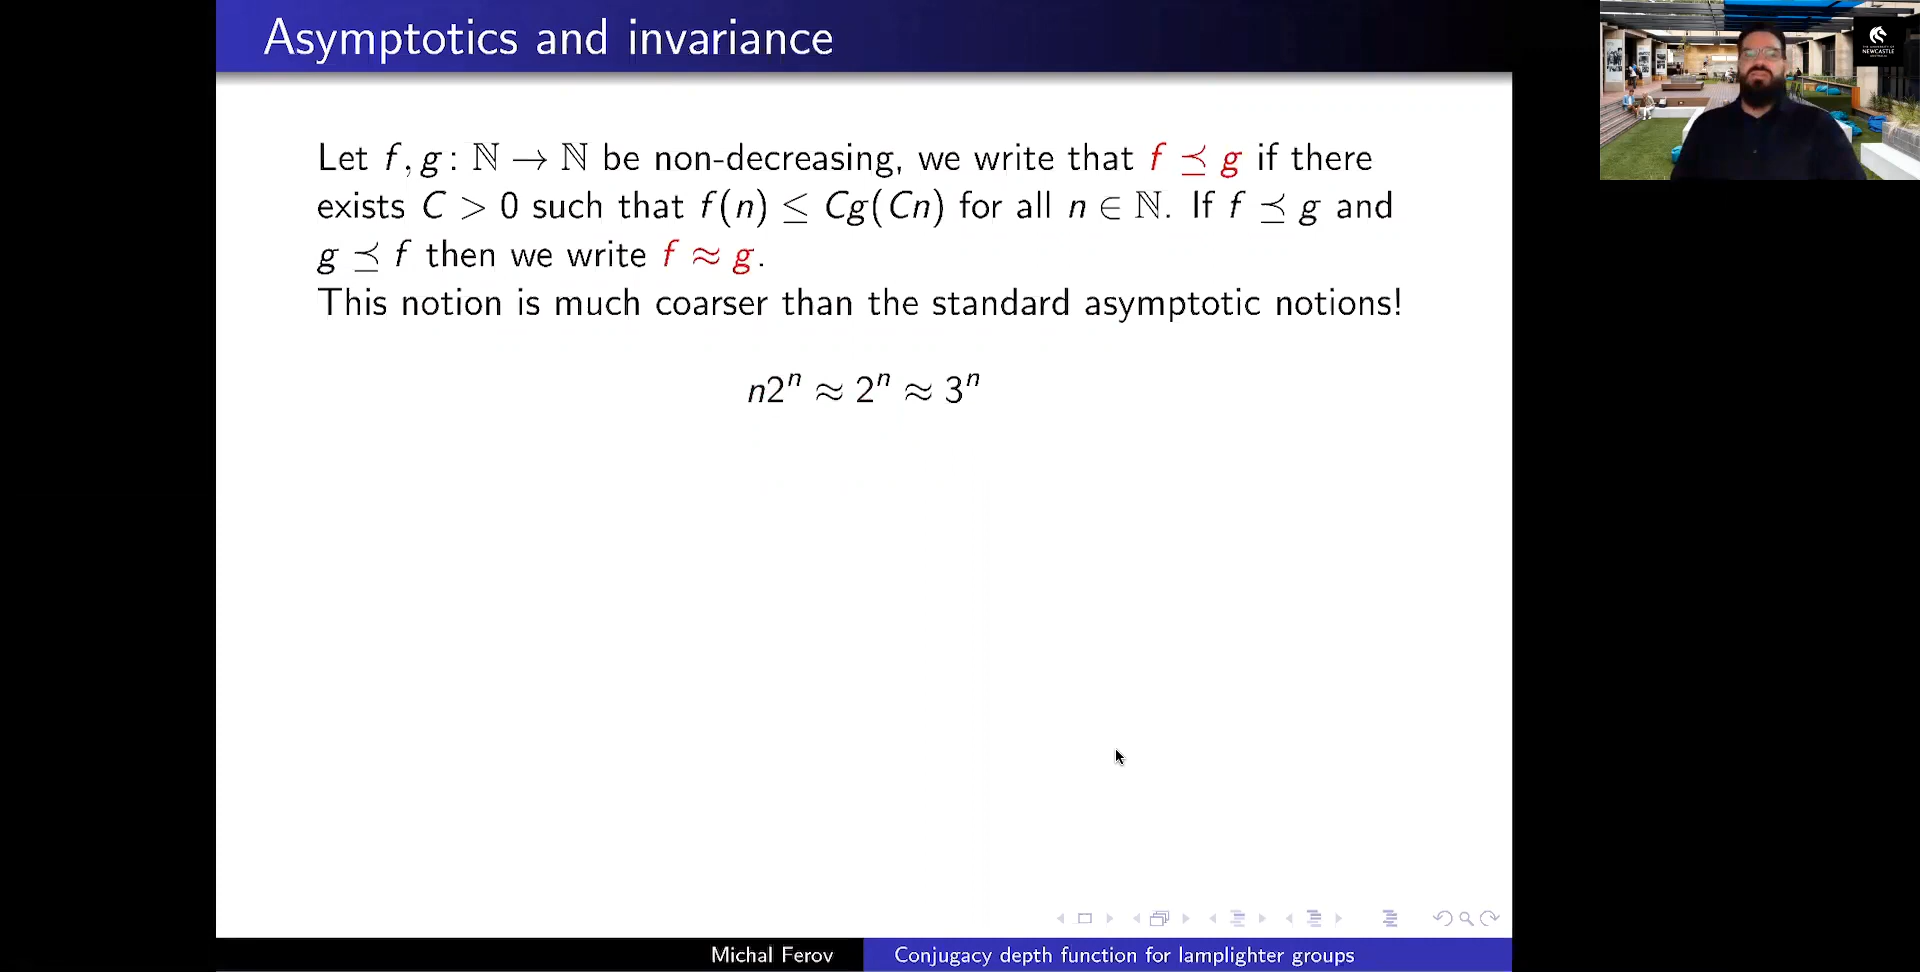 Asymptotics and invariance
Let f, g : ℕ → ℕ be non-decreasing, we write that f ⪯ g if there
exists C > 0 such that f(n) ≤ Cg(Cn) for all n ∈ ℕ. If f ⪯ g and
g ⪯ f then we write f ≈ g.
This notion is much coarser than the standard asymptotic notions!
n2ⁿ ≈ 2ⁿ ≈ 3ⁿ
Michal Ferov
Conjugacy depth function for lamplighter groups
NEWCASTLE